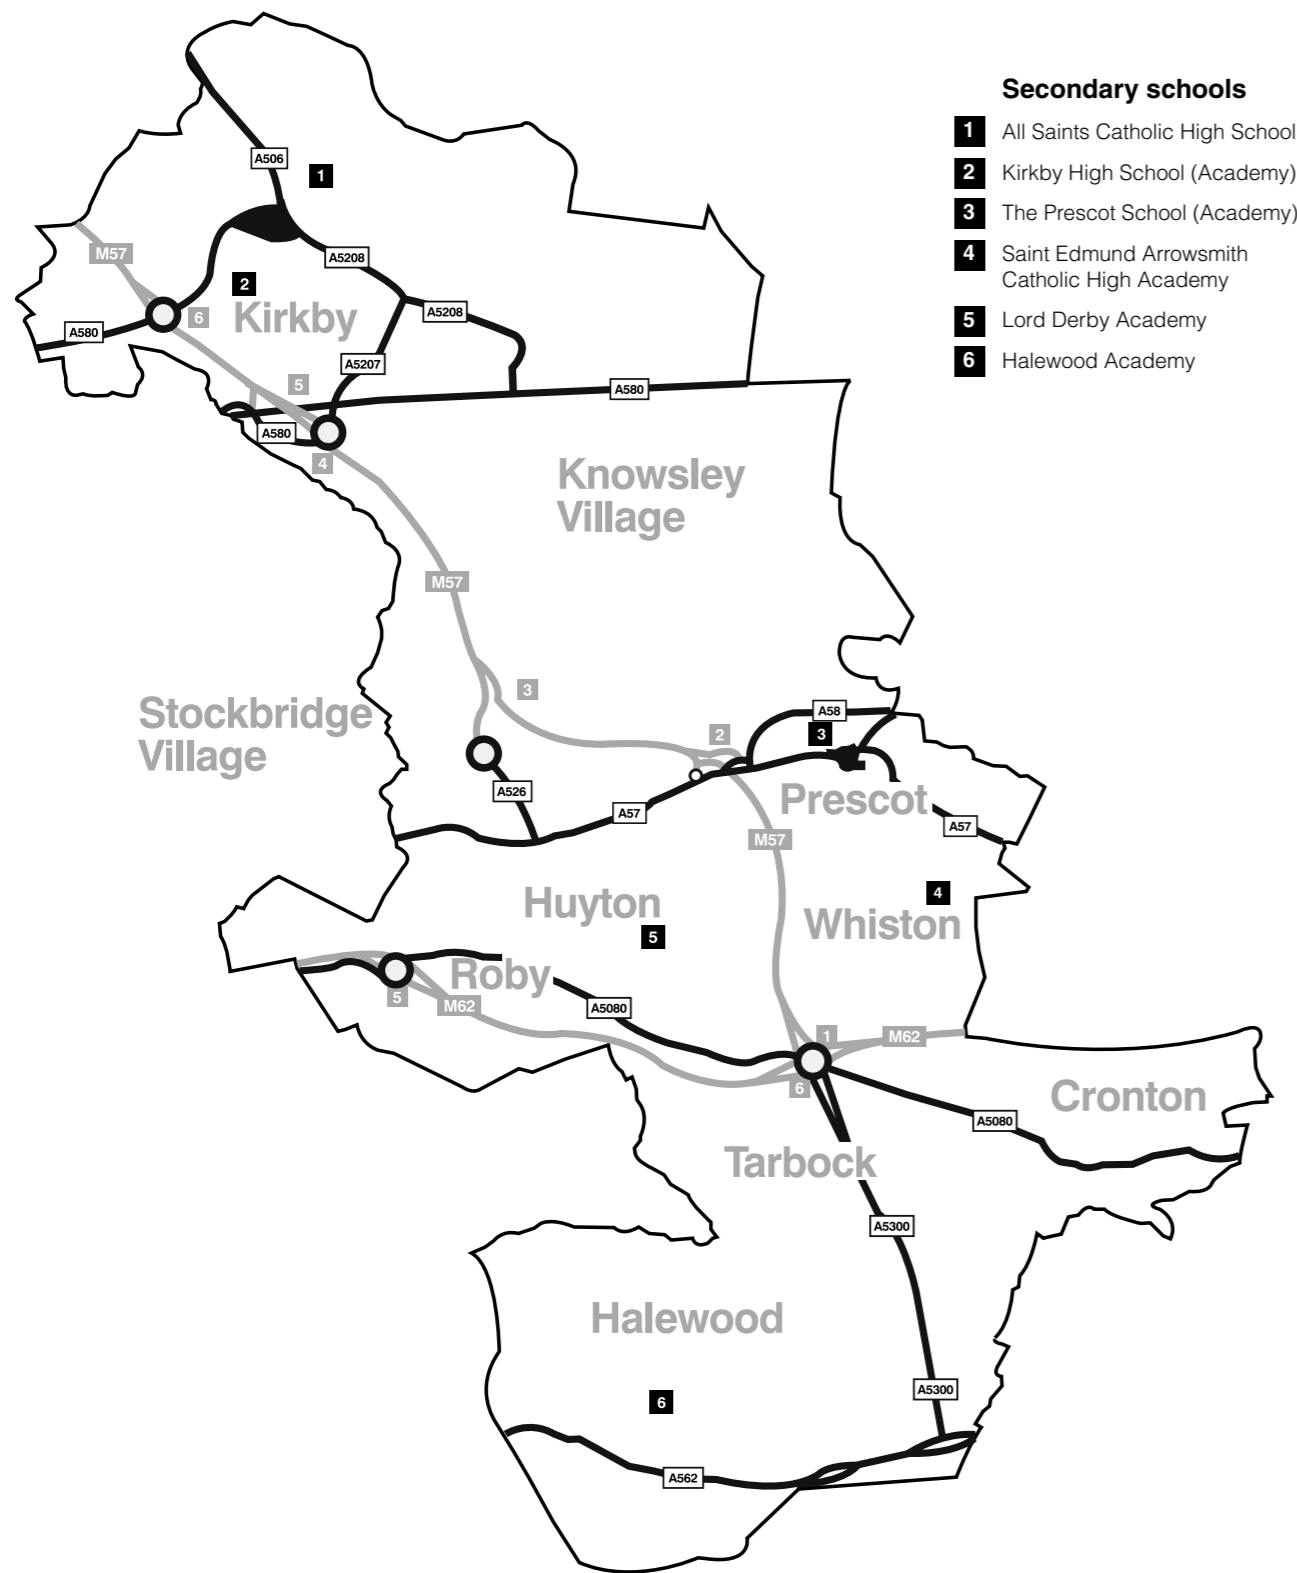 Secondary schools
1 All Saints Catholic High School
2 Kirkby High School (Academy)
3 The Prescot School (Academy)
4 Saint Edmund Arrowsmith
Catholic High Academy
5 Lord Derby Academy
6 Halewood Academy
A506
1
M57
A5208
2
6
Kirkby
A5208
A580
A5207
5
A580
A580
4
Knowsley
Village
M57
3
Stockbridge
Village
A58
2
3
A526
Prescot
A57
A57
M57
4
Huyton
Whiston
5
Roby
5
M62
A5080
1
M62
6
Cronton
A5080
Tarbock
A5300
Halewood
A5300
6
A562